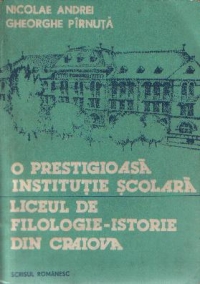 NICOLAE ANDREI
GHEORGHE PÎRNUȚĂ
O PRESTIGIOASĂ
INSTITUȚIE ȘCOLARĂ
LICEUL DE
FILOLOGIE-ISTORIE
DIN CRAIOVA
SCRISUL ROMÂNESC